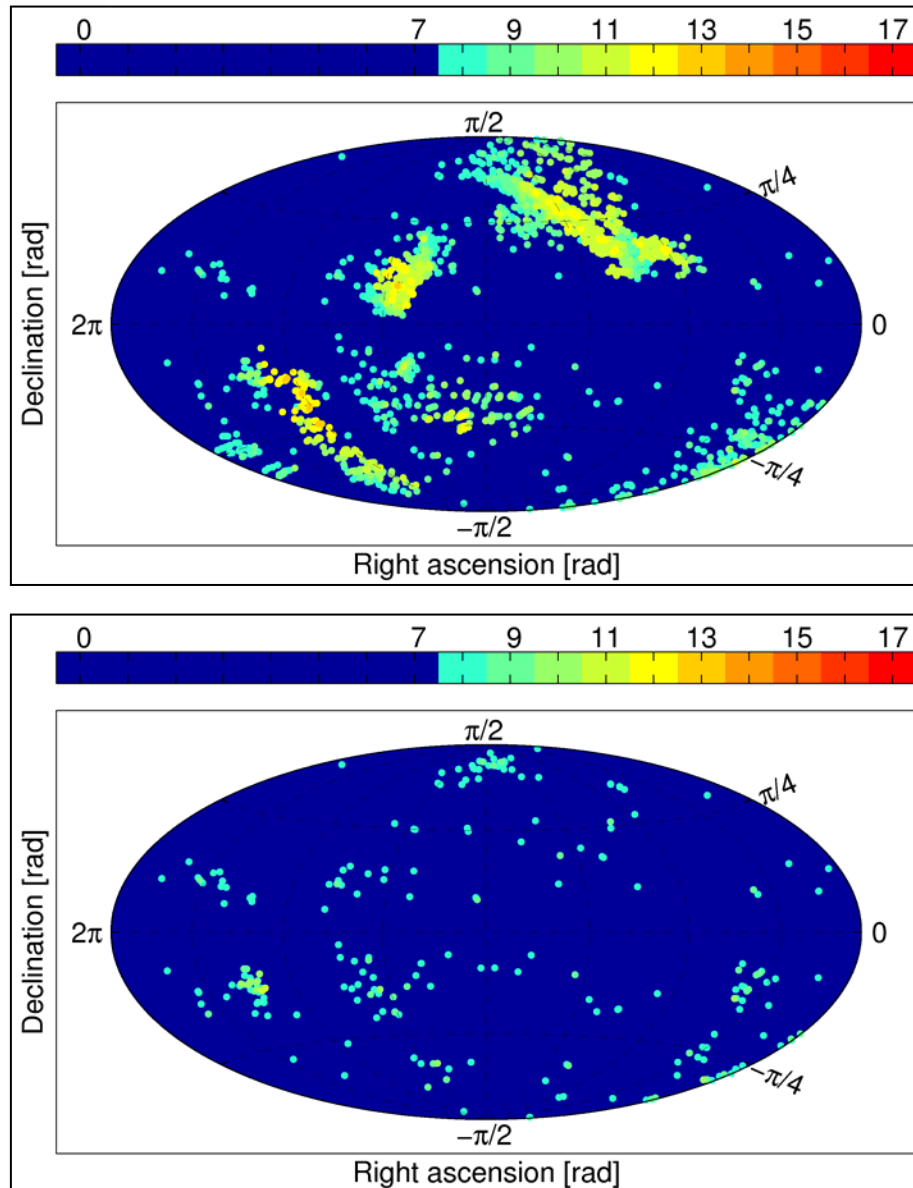 0 7 9 11 13 15 17
π/2
π/4
Declination [rad]
2π
0
−π/4
−π/2
Right ascension [rad]
0 7 9 11 13 15 17
π/2
π/4
Declination [rad]
2π
0
−π/4
−π/2
Right ascension [rad]